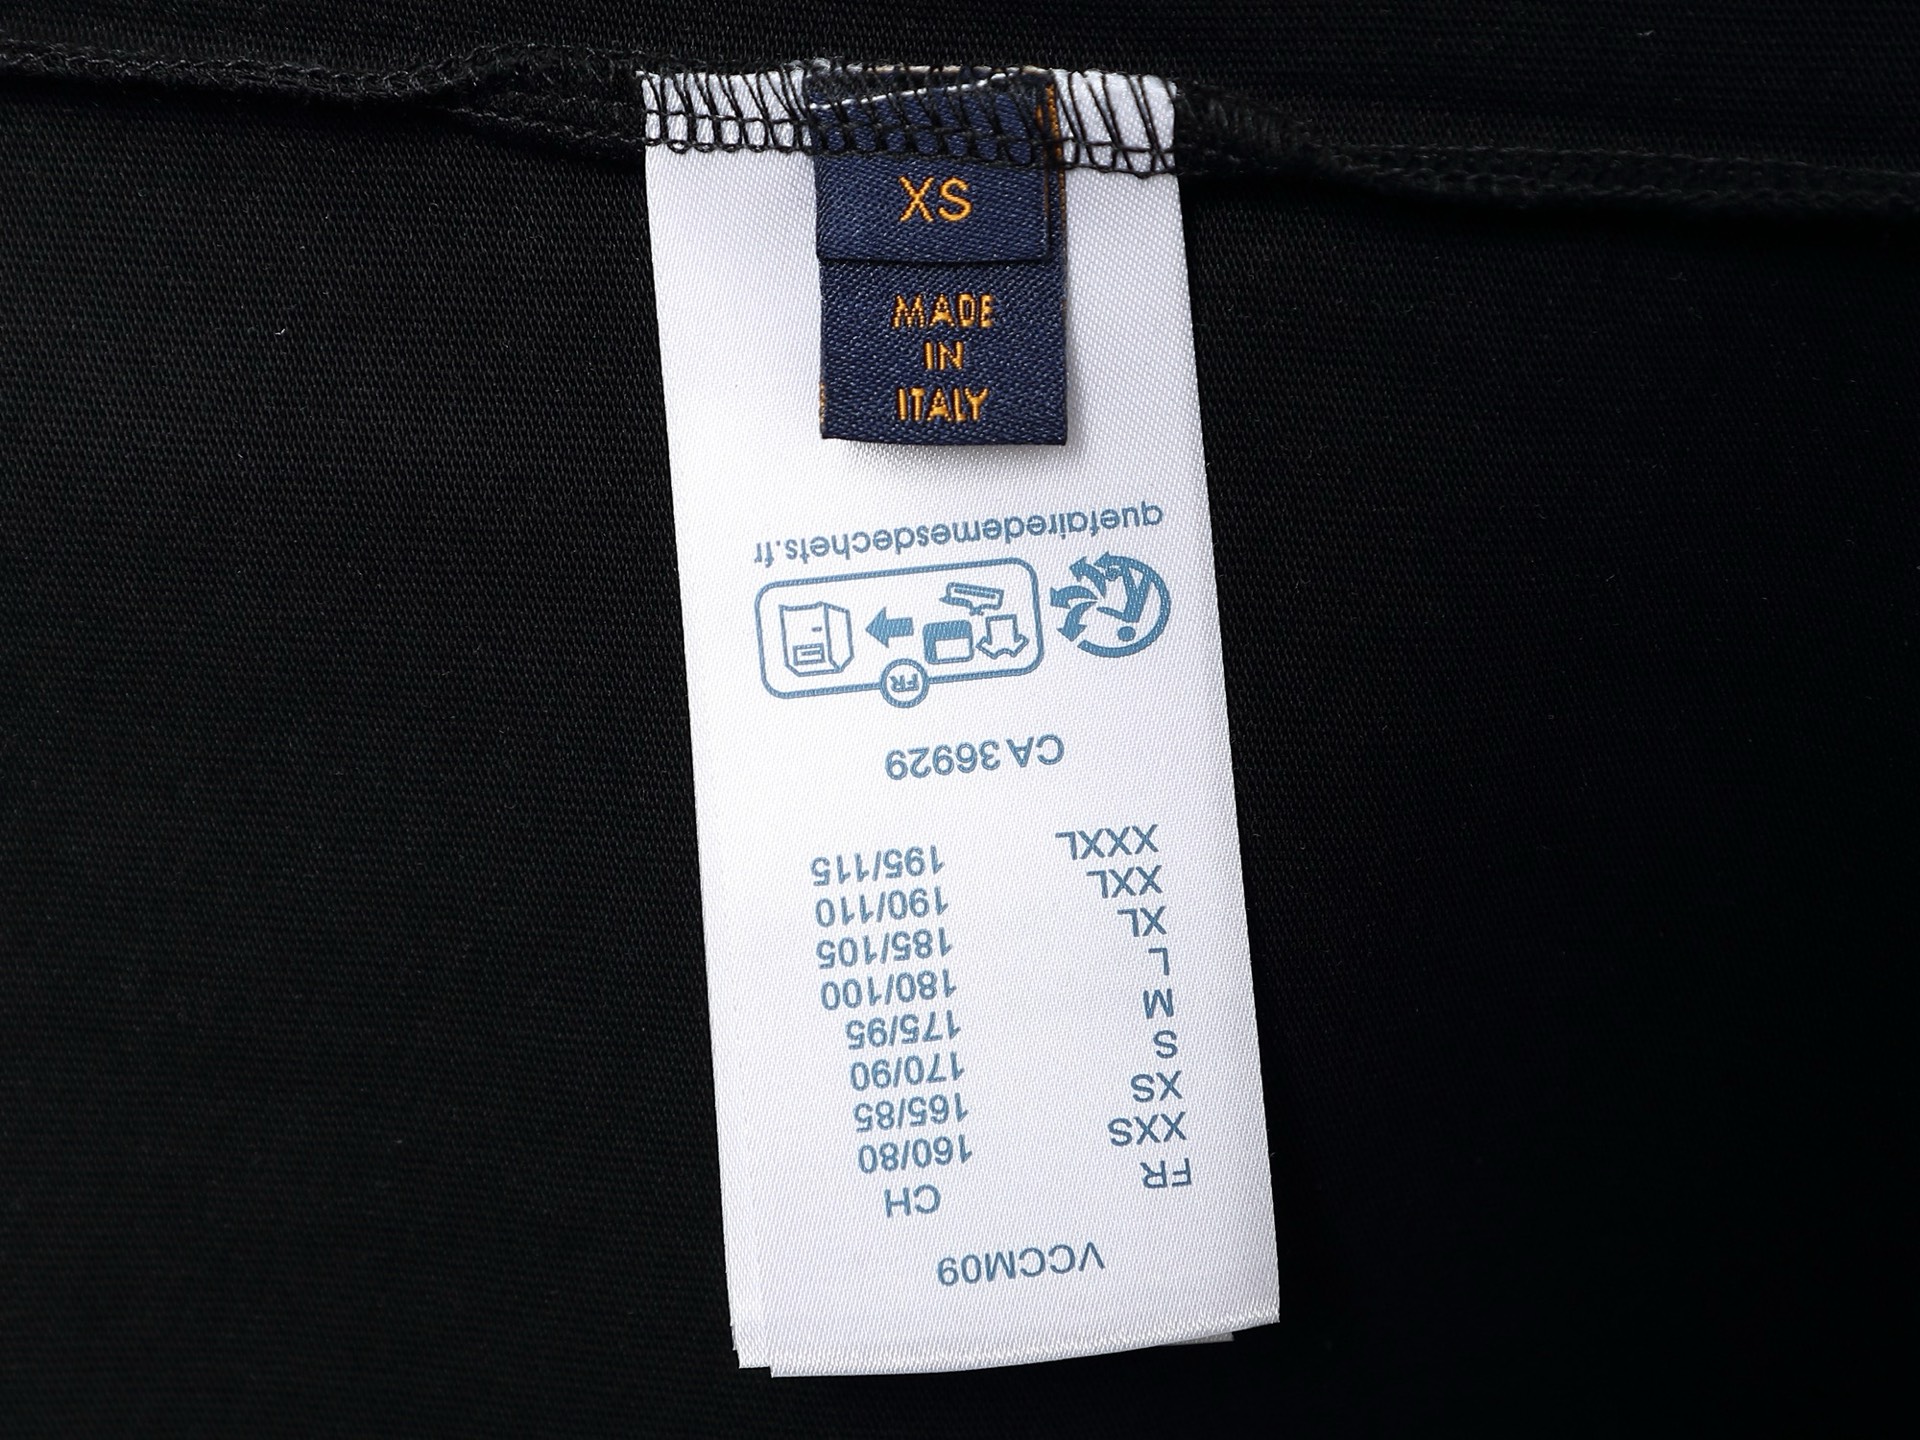 XS
MADE
IN
ITALY
VCCM09
FR CH
XXS 160/80
XS 165/85
S 170/90
M 175/95
L 180/100
XL 185/105
XXL 190/110
XXXL 195/115
CA 36929
FR
quefairedemesdechets.fr